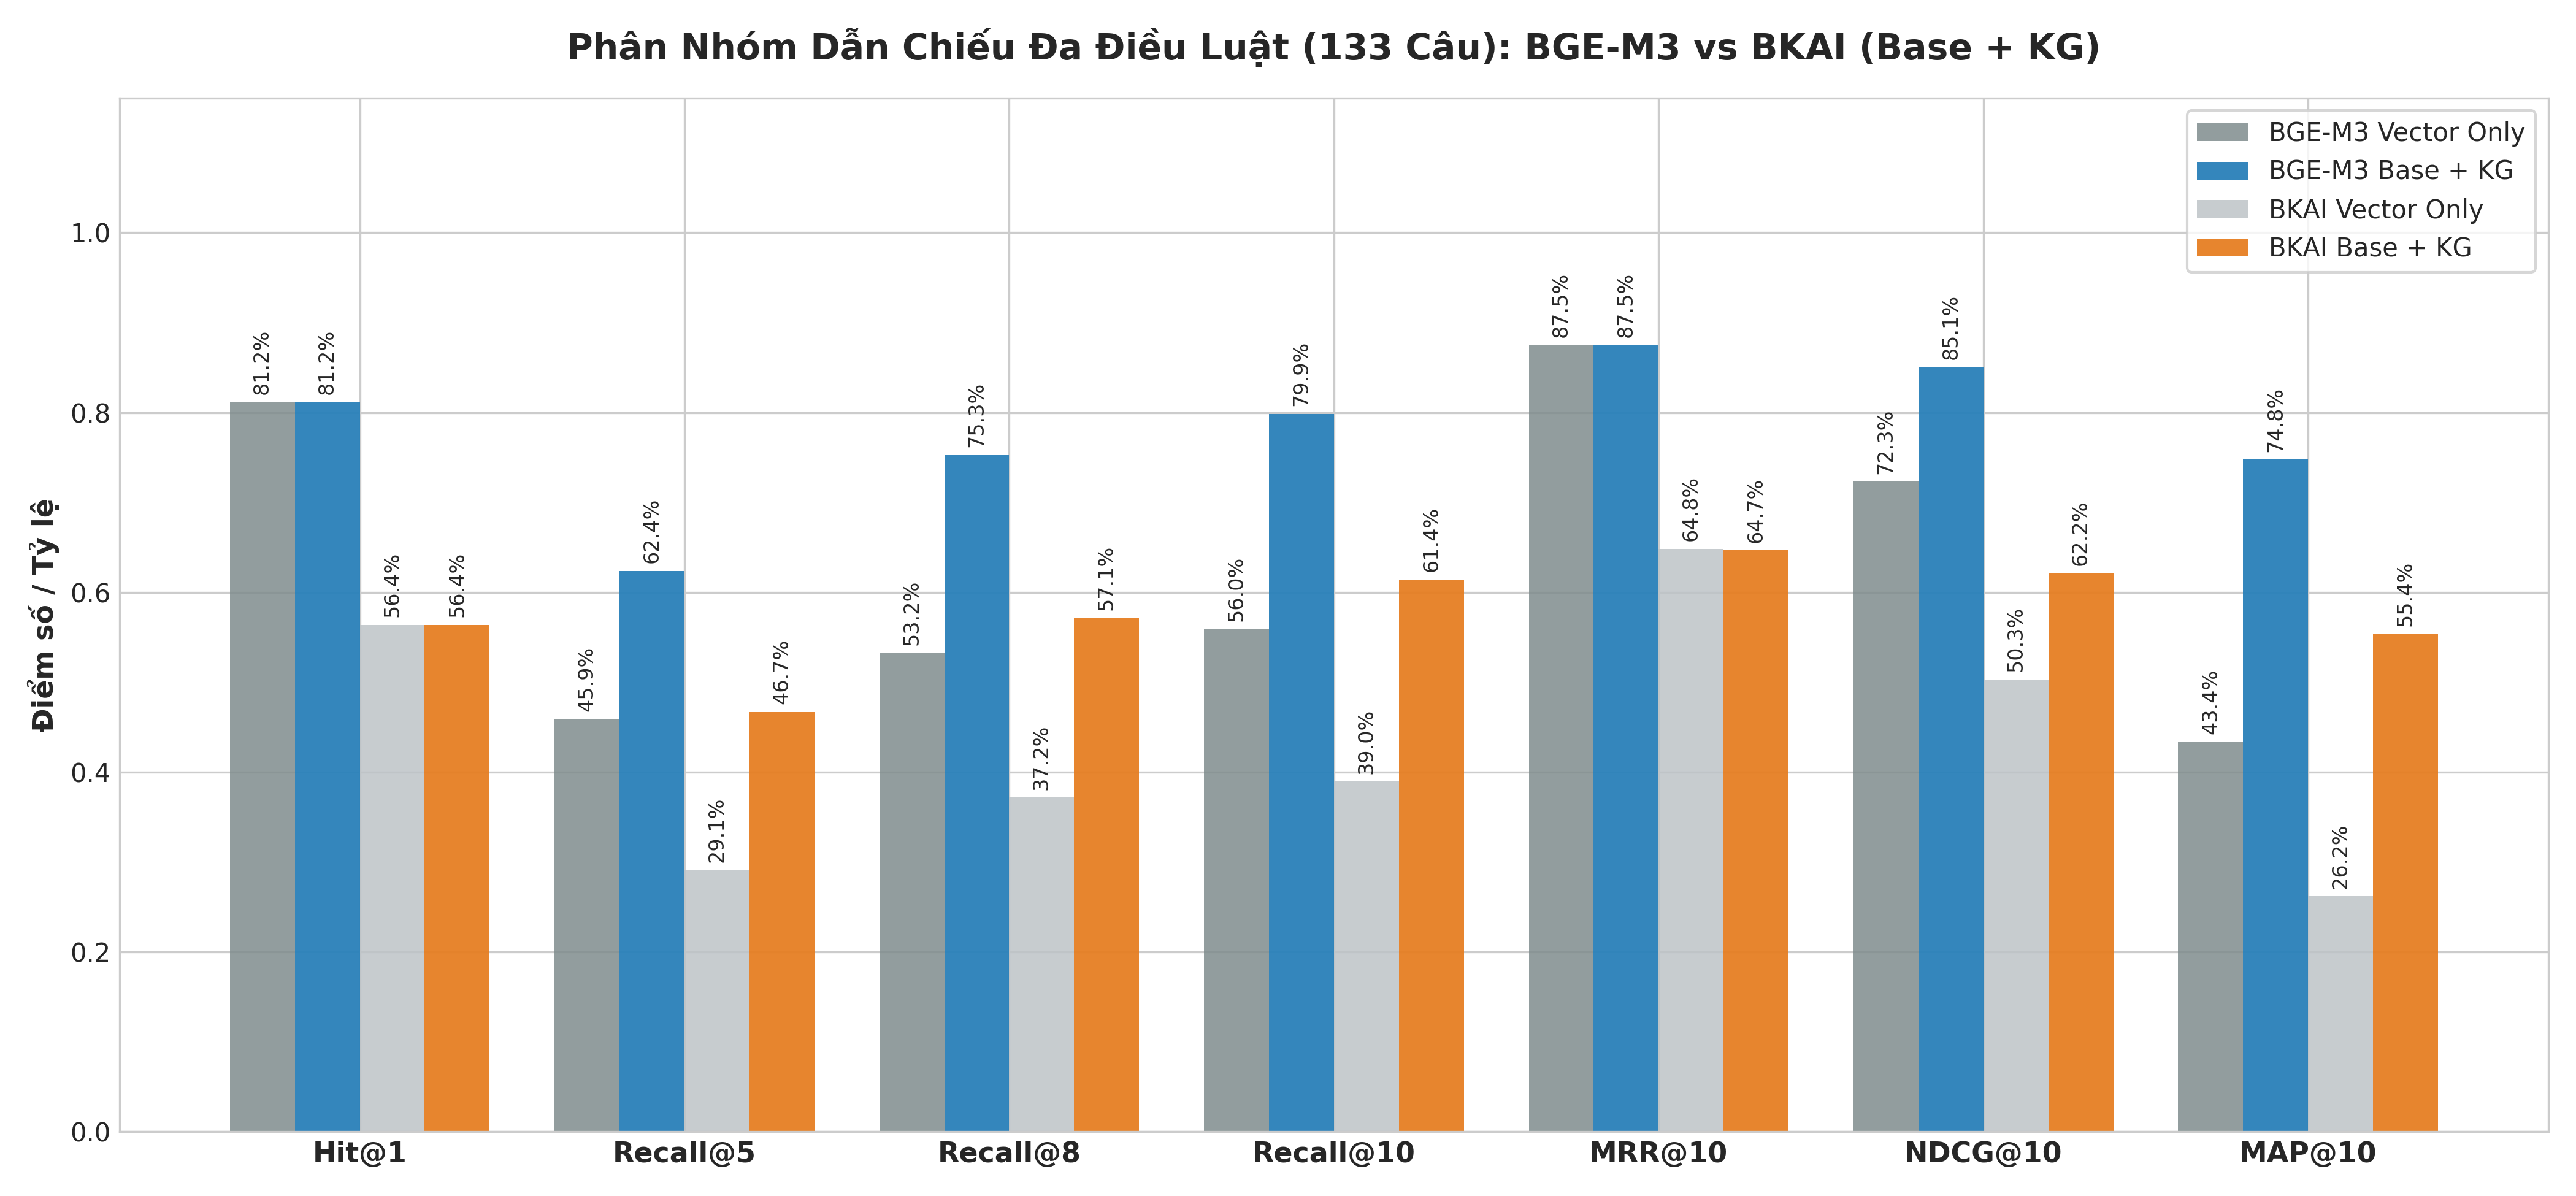 Phân Nhóm Dẫn Chiếu Đa Điều Luật (133 Câu): BGE-M3 vs BKAI (Base + KG)
BGE-M3 Vector Only
BGE-M3 Base + KG
BKAI Vector Only
BKAI Base + KG
Điểm số / Tỷ lệ
1.0
0.8
0.6
0.4
0.2
0.0
81.2%
81.2%
56.4%
56.4%
45.9%
62.4%
29.1%
46.7%
53.2%
75.3%
37.2%
57.1%
56.0%
79.9%
39.0%
61.4%
87.5%
87.5%
64.8%
64.7%
72.3%
85.1%
50.3%
62.2%
43.4%
74.8%
26.2%
55.4%
Hit@1
Recall@5
Recall@8
Recall@10
MRR@10
NDCG@10
MAP@10